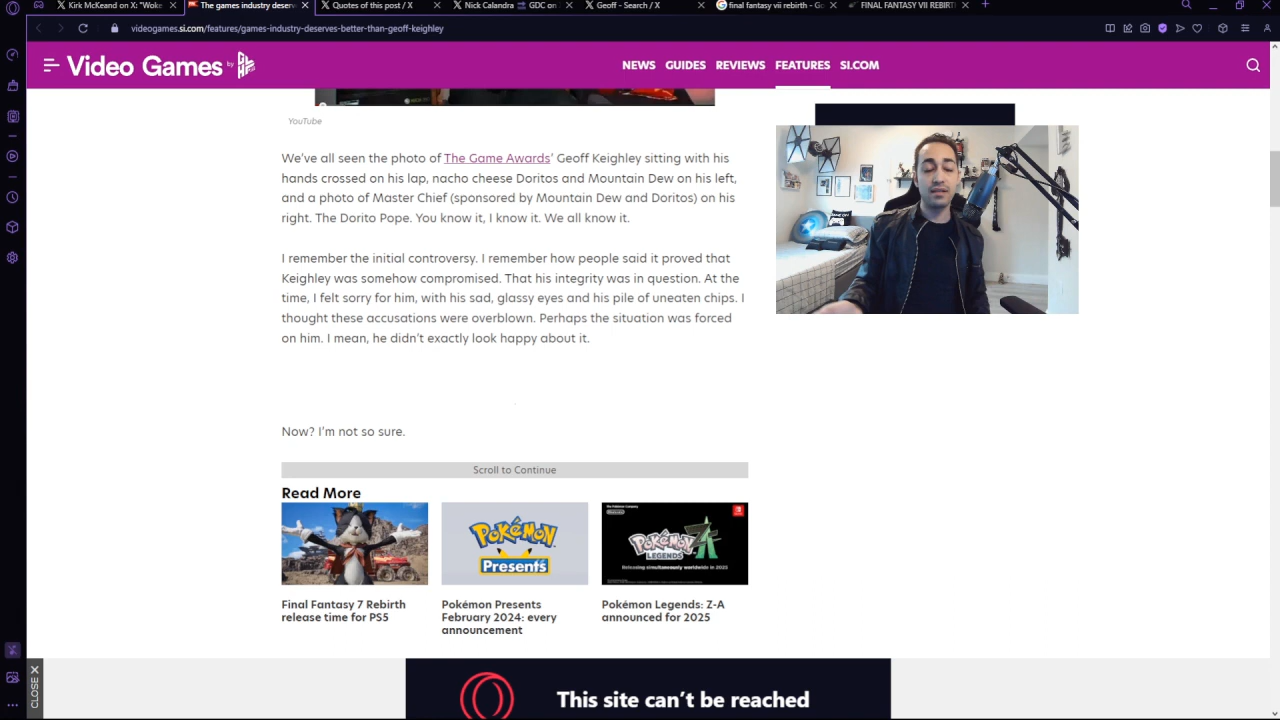 Kirk McKeand on X: "Woke
The games industry deserves
Quotes of this post / X
Nick Calandra
GDC on
Geoff - Search / X
final fantasy vii rebirth - Go
FINAL FANTASY VII REBIRT
videogames.si.com/features/games-industry-deserves-better-than-geoff-keighley
Video Games by
NEWS GUIDES REVIEWS FEATURES SI.COM
YouTube
We've all seen the photo of The Game Awards' Geoff Keighley sitting with his
hands crossed on his lap, nacho cheese Doritos and Mountain Dew on his left,
and a photo of Master Chief (sponsored by Mountain Dew and Doritos) on his
right. The Dorito Pope. You know it, I know it. We all know it.
I remember the initial controversy. I remember how people said it proved that
Keighley was somehow compromised. That his integrity was in question. At the
time, I felt sorry for him, with his sad, glassy eyes and his pile of uneaten chips. I
thought these accusations were overblown. Perhaps the situation was forced
on him. I mean, he didn't exactly look happy about it.
Now? I'm not so sure.
Scroll to Continue
Read More
Pokémon
Presents
POKÉMON
LEGENDS
Z-A
Releasing simultaneously worldwide in 2025
Final Fantasy 7 Rebirth
release time for PS5
Pokémon Presents
February 2024: every
announcement
Pokémon Legends: Z-A
announced for 2025
CLOSE X
This site can't be reached